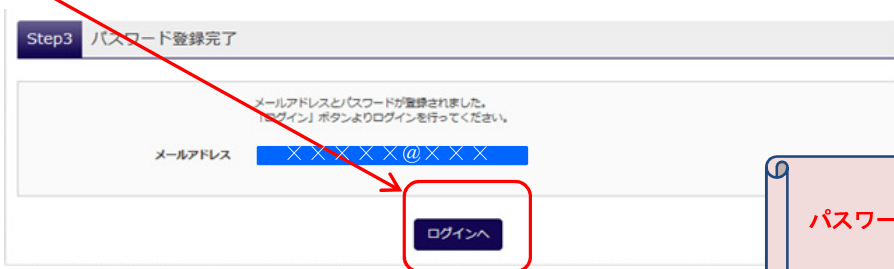 Step3 パスワード登録完了
メールアドレスとパスワードが登録されました。
「ログイン」ボタンよりログインを行ってください。
メールアドレス ×××××@×××
パスワー
ログインへ